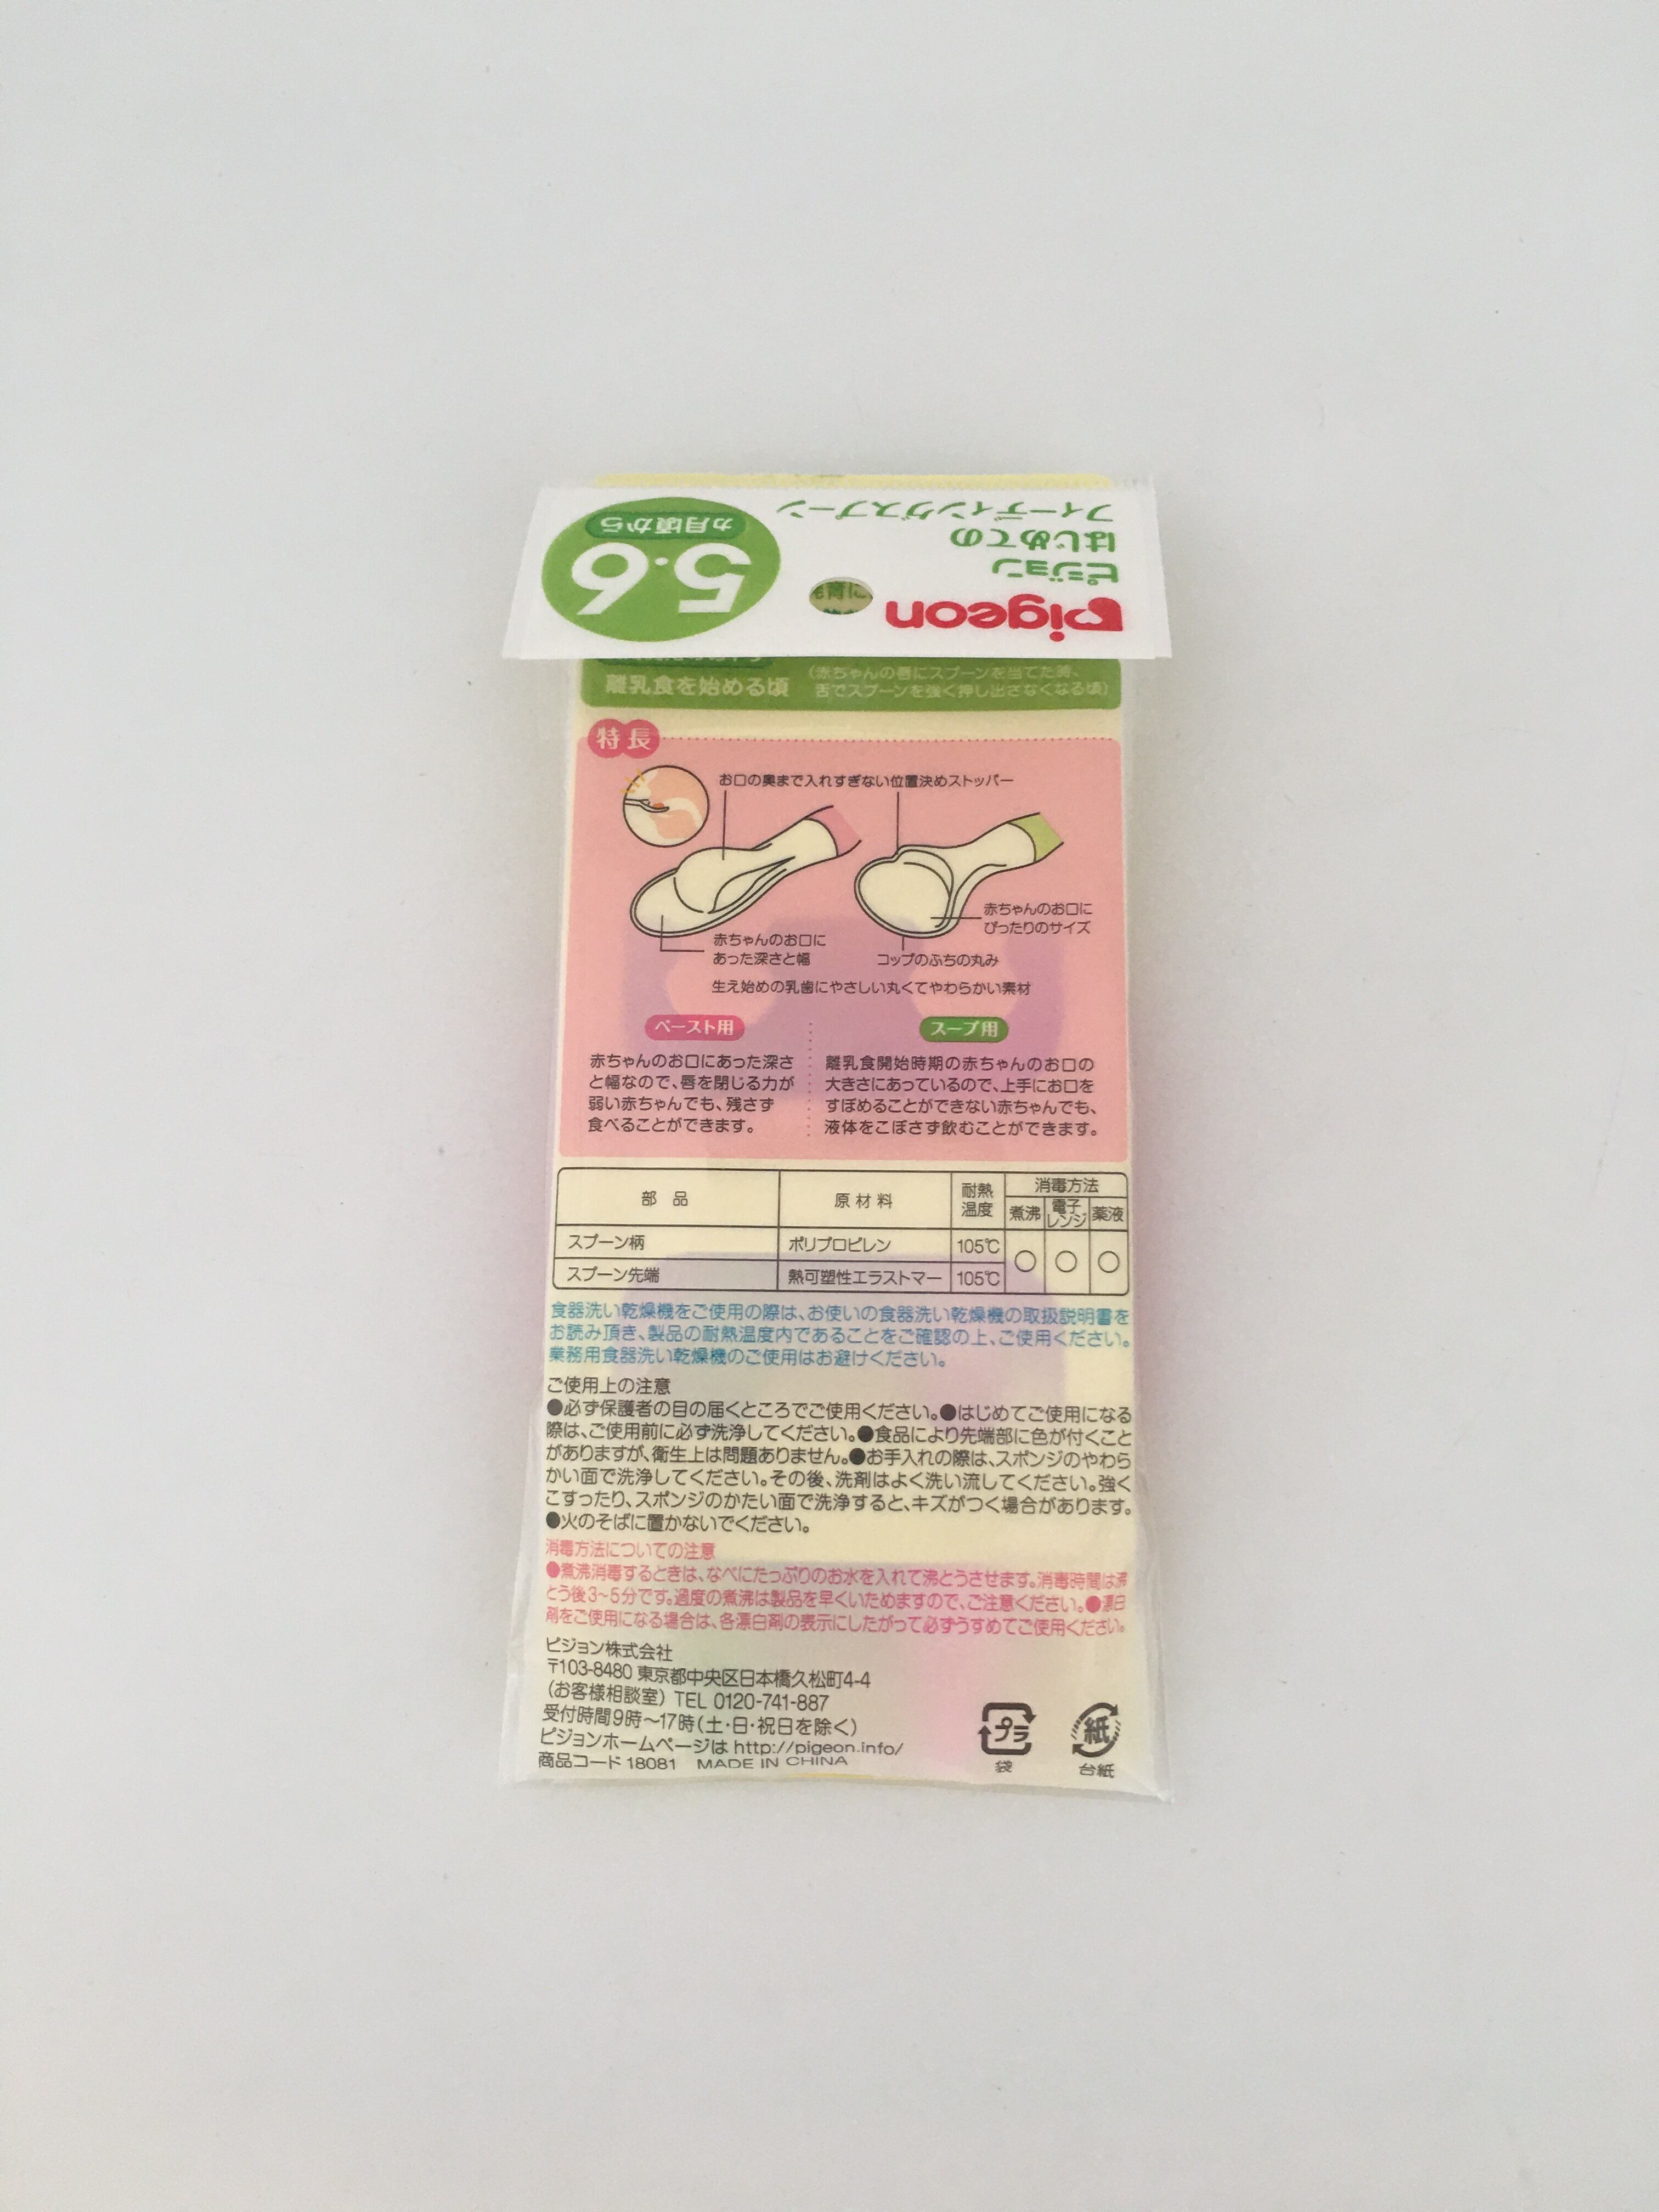 Pigeon
ピジョン
はじめての
フィーディングスプーン
5・6
カ月頃から
離乳食を始める頃
(赤ちゃんの唇にスプーンを当てた時、
舌でスプーンを強く押し出さなくなる頃)
特長
お口の奥まで入れすぎない位置決めストッパー
赤ちゃんのお口に
あった深さと幅
赤ちゃんのお口に
ぴったりのサイズ
コップのふちの丸み
生え始めの乳歯にやさしい丸くてやわらかい素材
ペースト用
赤ちゃんのお口にあった深さ
と幅なので、唇を閉じる力が
弱い赤ちゃんでも、残さず
食べることができます。
スープ用
離乳食開始時期の赤ちゃんのお口の
大きさにあっているので、上手にお口を
すぼめることができない赤ちゃんでも、
液体をこぼさず飲むことができます。
部品 原材料 耐熱温度 消毒方法
煮沸 電子レンジ 薬液
スプーン柄 ポリプロピレン 105℃ ○ ○ ○
スプーン先端 熱可塑性エラストマー 105℃
食器洗い乾燥機をご使用の際は、お使いの食器洗い乾燥機の取扱説明書を
お読み頂き、製品の耐熱温度内であることをご確認の上、ご使用ください。
業務用食器洗い乾燥機のご使用はお避けください。
ご使用上の注意
●必ず保護者の目の届くところでご使用ください。●はじめてご使用になる
際は、ご使用前に必ず洗浄してください。●食品により先端部に色が付くこと
がありますが、衛生上は問題ありません。●お手入れの際は、スポンジのやわら
かい面で洗浄してください。その後、洗剤はよく洗い流してください。強く
こすったり、スポンジのかたい面で洗浄すると、キズがつく場合があります。
●火のそばに置かないでください。
消毒方法についての注意
●煮沸消毒するときは、なべにたっぷりのお水を入れて沸とうさせます。消毒時間は沸
とう後3~5分です。過度の煮沸は製品を早くいためますので、ご注意ください。●漂白
剤をご使用になる場合は、各漂白剤の表示にしたがって必ずうすめてご使用ください。
ピジョン株式会社
〒103-8480 東京都中央区日本橋久松町4-4
(お客様相談室) TEL 0120-741-887
受付時間9時~17時(土・日・祝日を除く)
ピジョンホームページは http://pigeon.info/
商品コード 18081 MADE IN CHINA
プラ
袋
紙
台紙